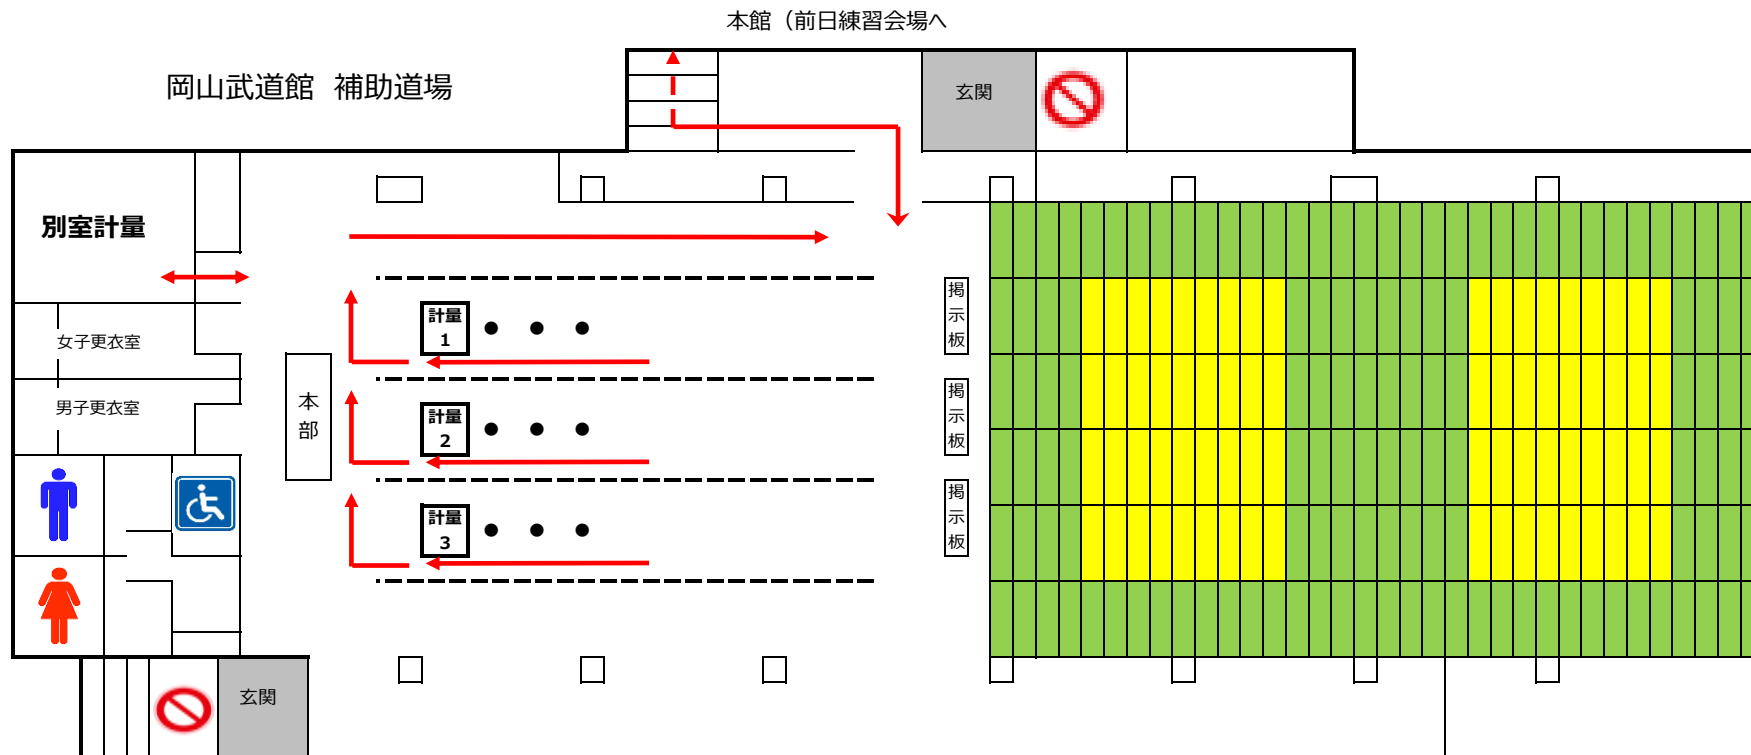 本館（前日練習会場へ
岡山武道館　補助道場
玄関
別室計量
女子更衣室
男子更衣室
本部
計量
1
計量
2
計量
3
掲示板
掲示板
掲示板
玄関